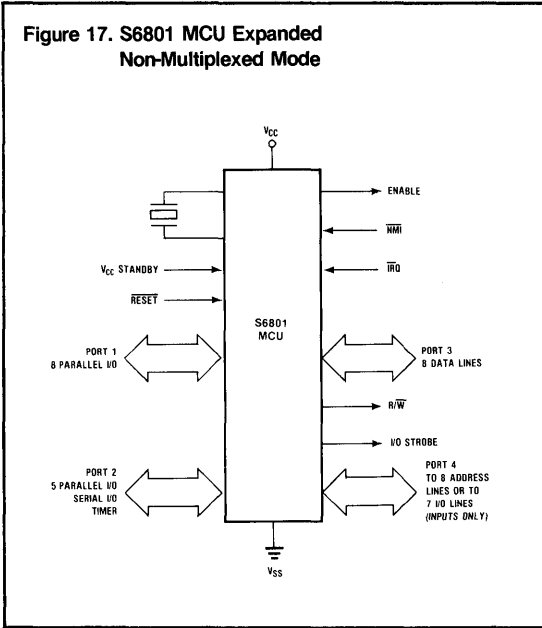 Figure 17. S6801 MCU Expanded
Non-Multiplexed Mode
VCC
ENABLE
NMI
VCC STANDBY
IRQ
RESET
S6801
MCU
PORT 1
8 PARALLEL I/O
PORT 3
8 DATA LINES
R/W
I/O STROBE
PORT 2
5 PARALLEL I/O
SERIAL I/O
TIMER
PORT 4
TO 8 ADDRESS
LINES OR TO
7 I/O LINES
(INPUTS ONLY)
VSS